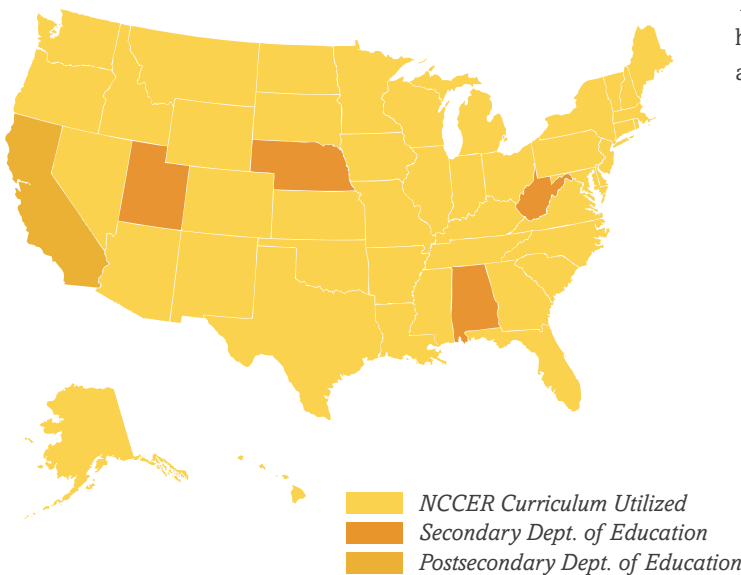 NCCER Curriculum Utilized
Secondary Dept. of Education
Postsecondary Dept. of Education